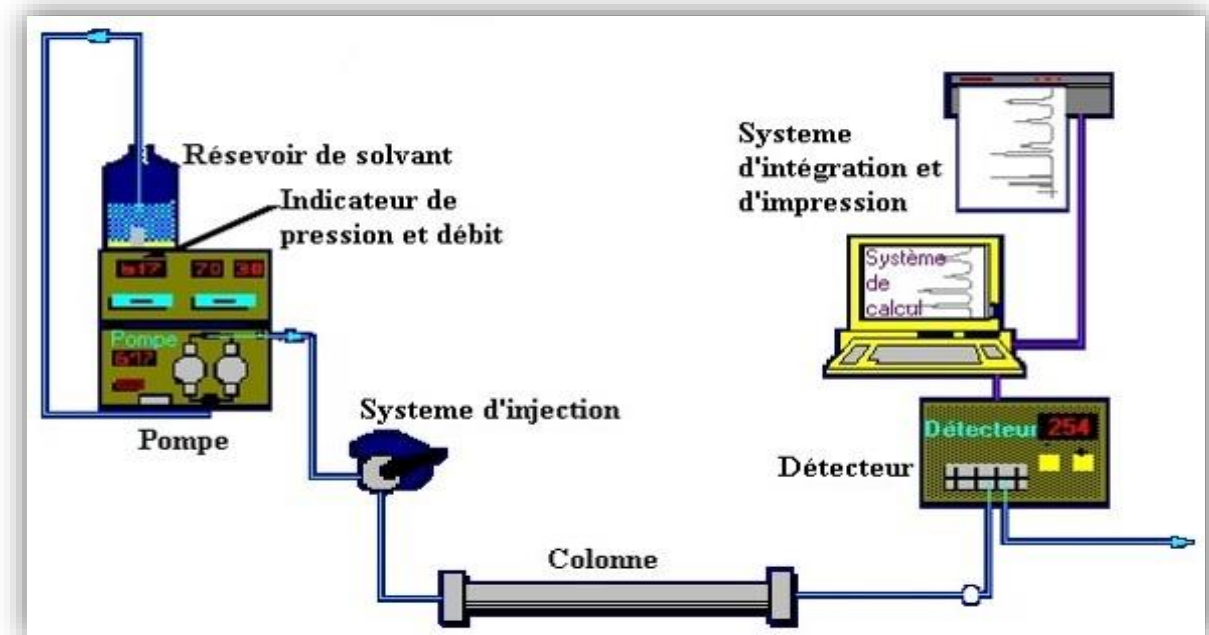 Résevoir de solvant
Indicateur de
pression et débit
70
Pompe
Pompe
Systeme d'injection
Colonne
Systeme
d'intégration et
d'impression
Système
de
calcul
Détecteur
254
Détecteur